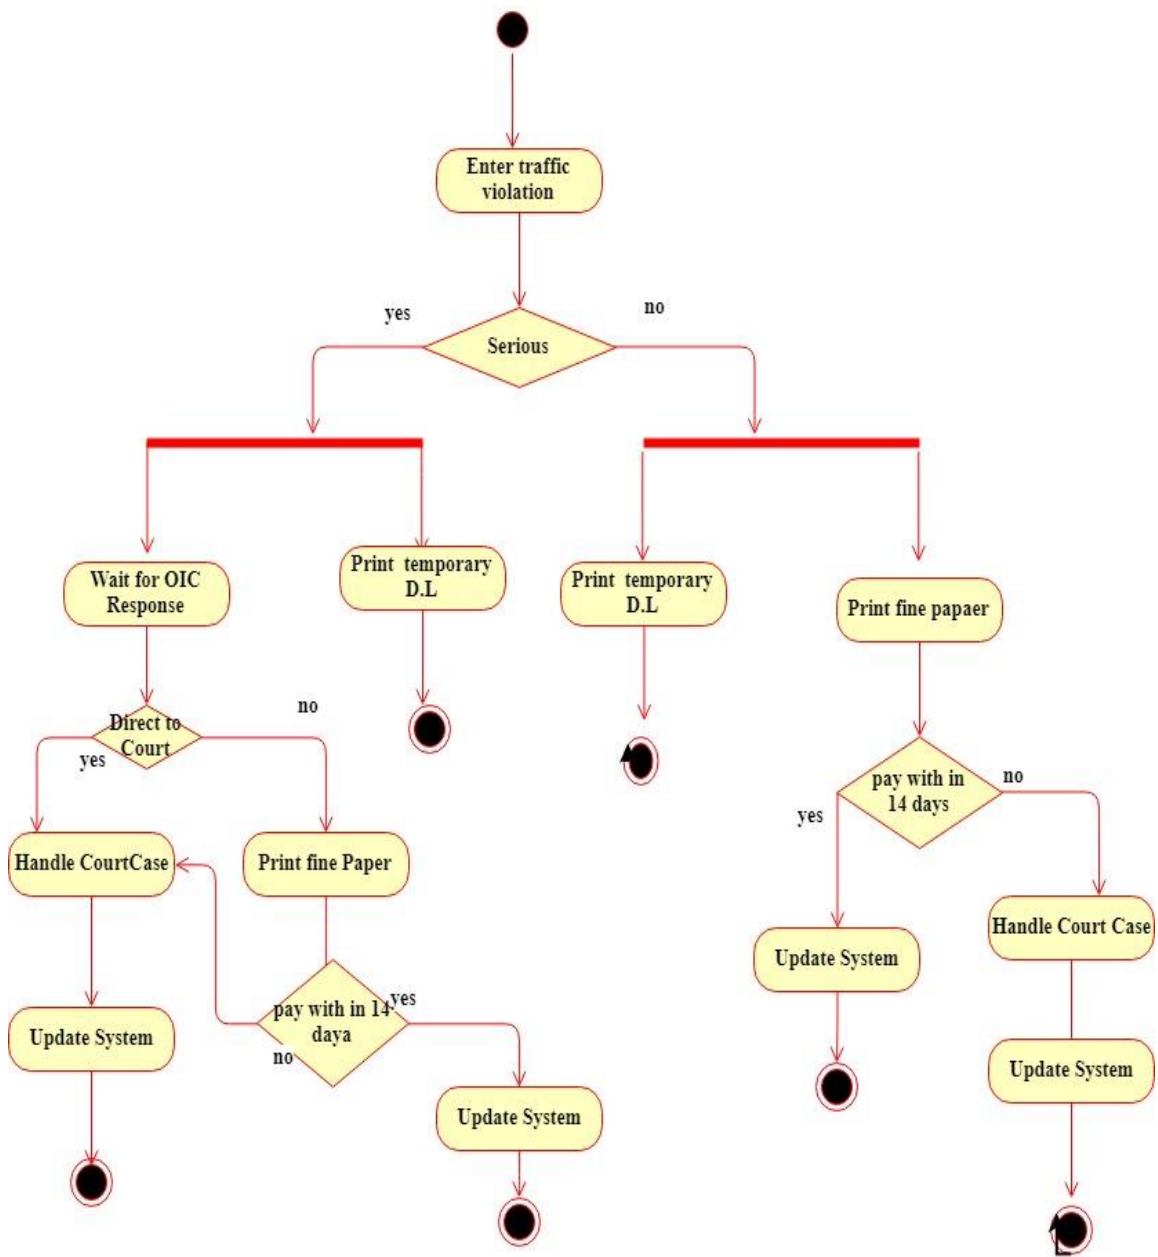 Enter traffic
violation
yes
no
Serious
Wait for OIC
Response
Print temporary
D.L
Print temporary
D.L
Print fine papaer
Direct to
Court
no
yes
pay with in
14 days
no
yes
Handle CourtCase
Print fine Paper
Handle Court Case
Update System
pay with in 14
daya
yes
no
Update System
Update System
Update System